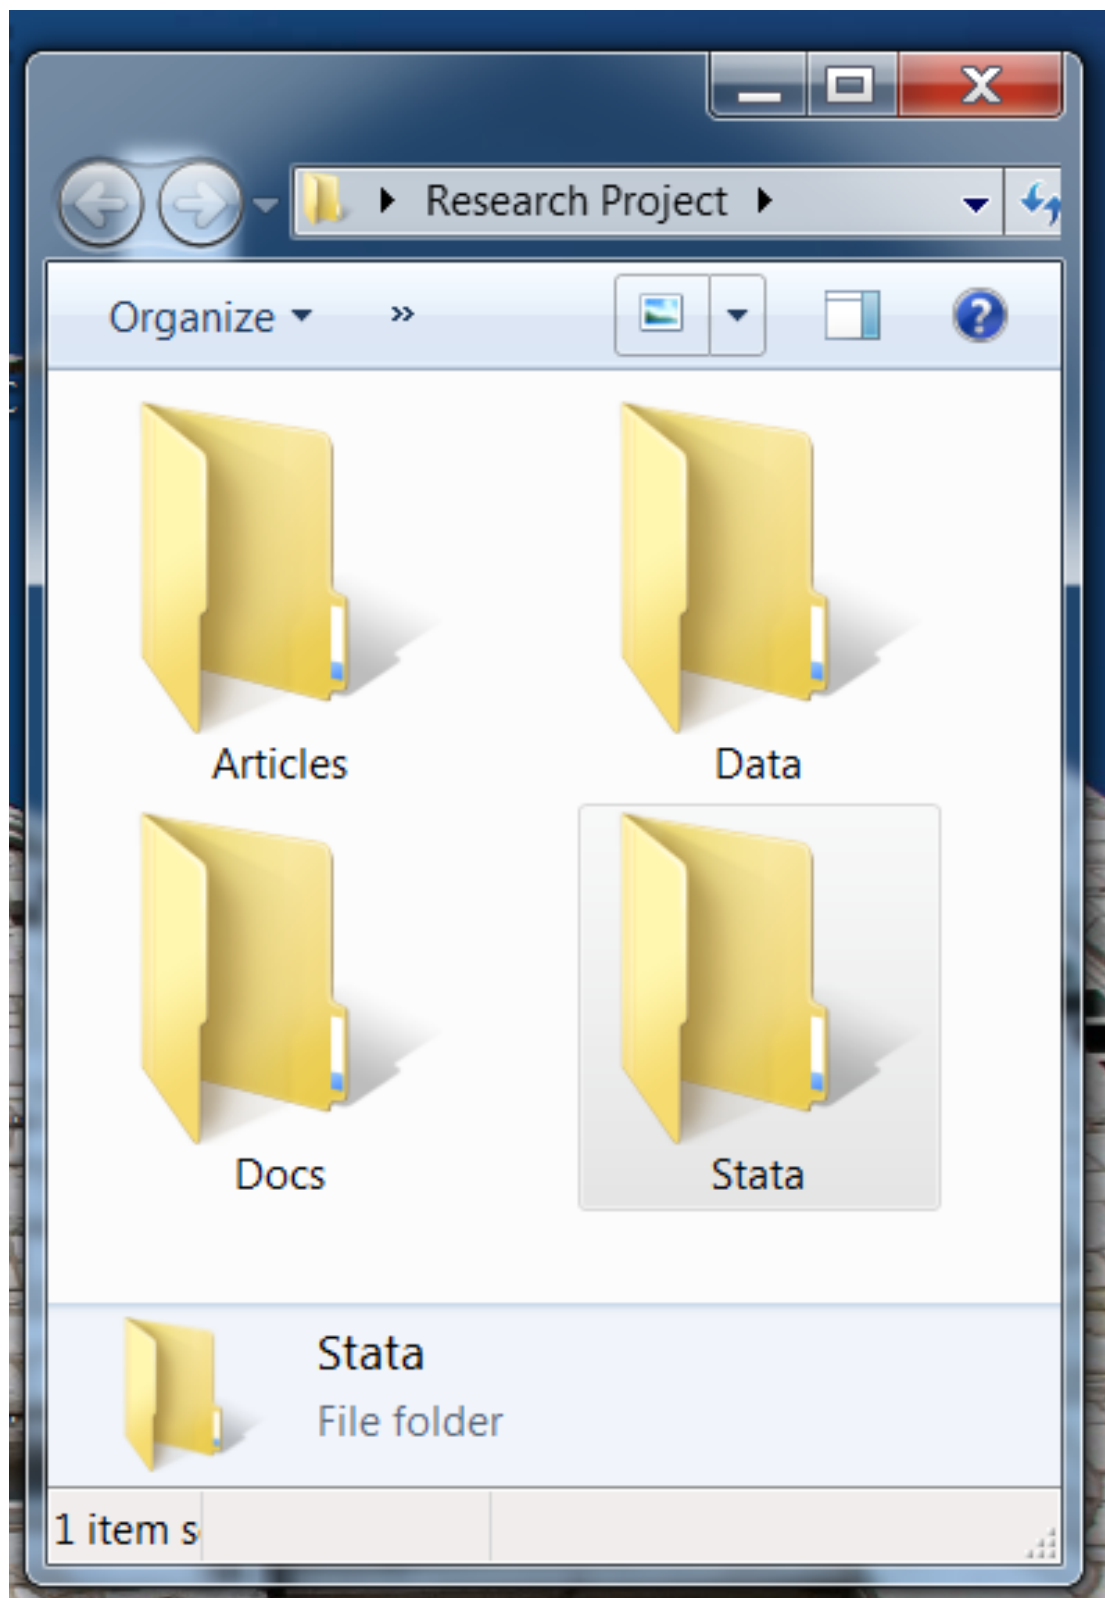 Research Project
Organize
Articles
Data
Docs
Stata
Stata
File folder
1 item s